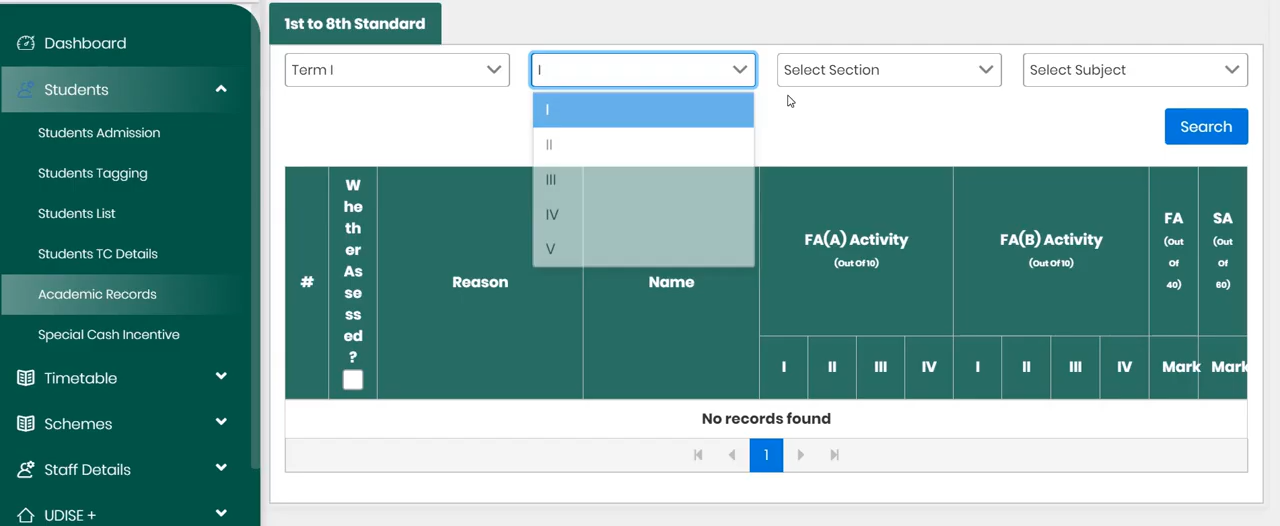 Dashboard
Students
Students Admission
Students Tagging
Students List
Students TC Details
Academic Records
Special Cash Incentive
Timetable
Schemes
Staff Details
UDISE +
1st to 8th Standard
Term I
I
Select Section
Select Subject
I
II
III
IV
V
Search
#
W
he
th
er
As
se
ss
ed
?
Reason
Name
FA(A) Activity
(Out Of 10)
FA(B) Activity
(Out Of 10)
FA
(Out
Of
40)
SA
(Out
Of
60)
I
II
III
IV
I
II
III
IV
Mark
Mark
No records found
1